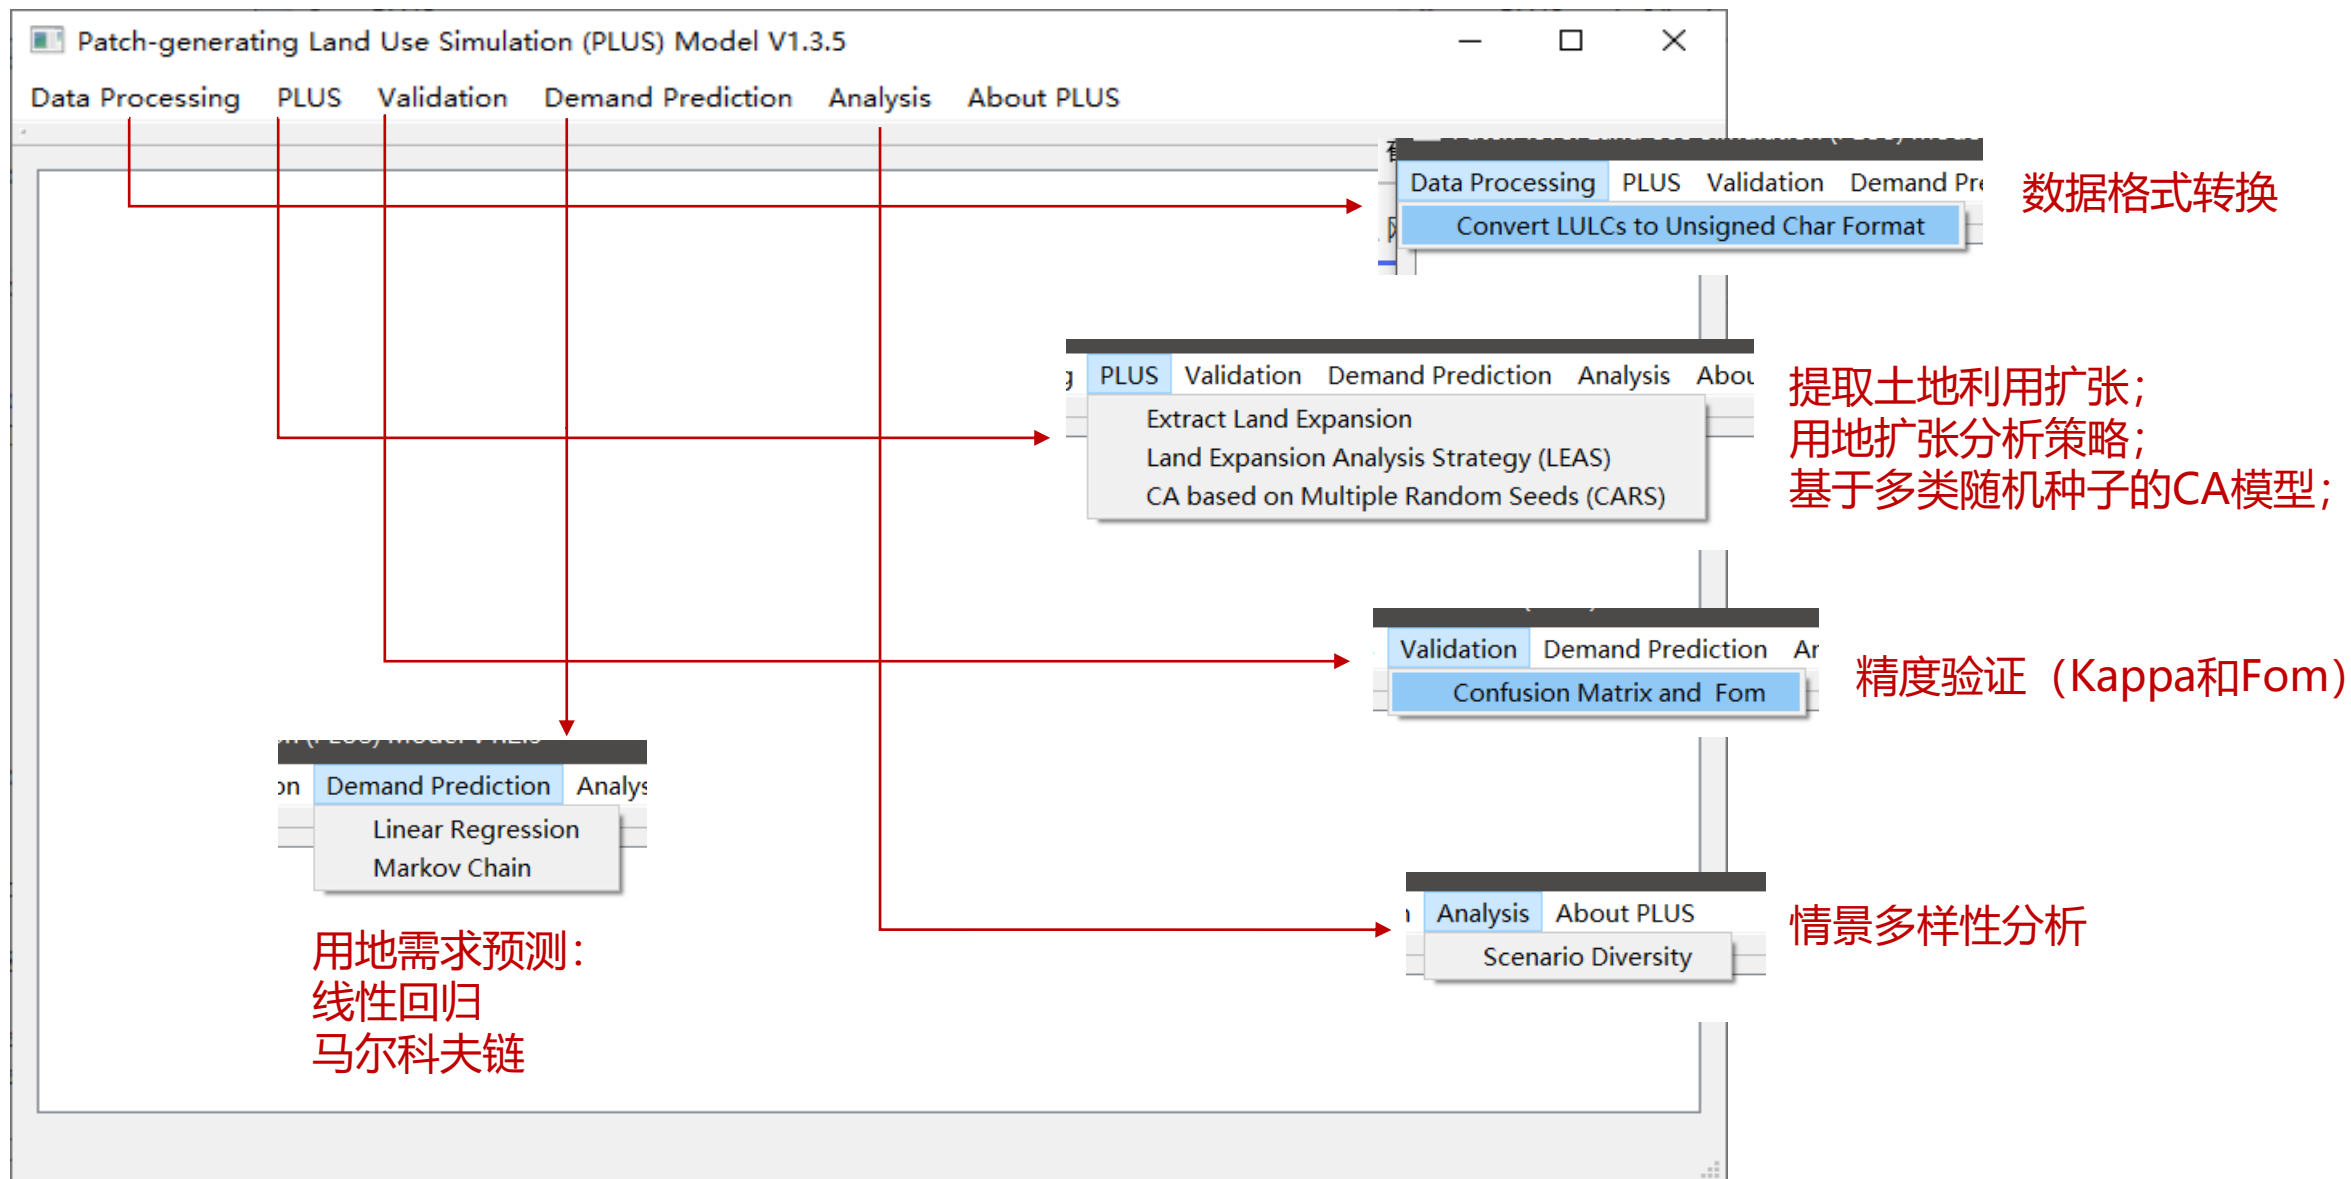 Patch-generating Land Use Simulation (PLUS) Model V1.3.5
Data Processing PLUS Validation Demand Prediction Analysis About PLUS
Data Processing PLUS Validation Demand
Convert LULCs to Unsigned Char Format
数据格式转换
PLUS Validation Demand Prediction Analysis
Extract Land Expansion
Land Expansion Analysis Strategy (LEAS)
CA based on Multiple Random Seeds (CARS)
提取土地利用扩张；
用地扩张分析策略；
基于多类随机种子的CA模型；
Validation Demand Prediction
Confusion Matrix and Fom
精度验证（Kappa和Fom）
Demand Prediction
Linear Regression
Markov Chain
用地需求预测：
线性回归
马尔科夫链
Analysis About PLUS
Scenario Diversity
情景多样性分析